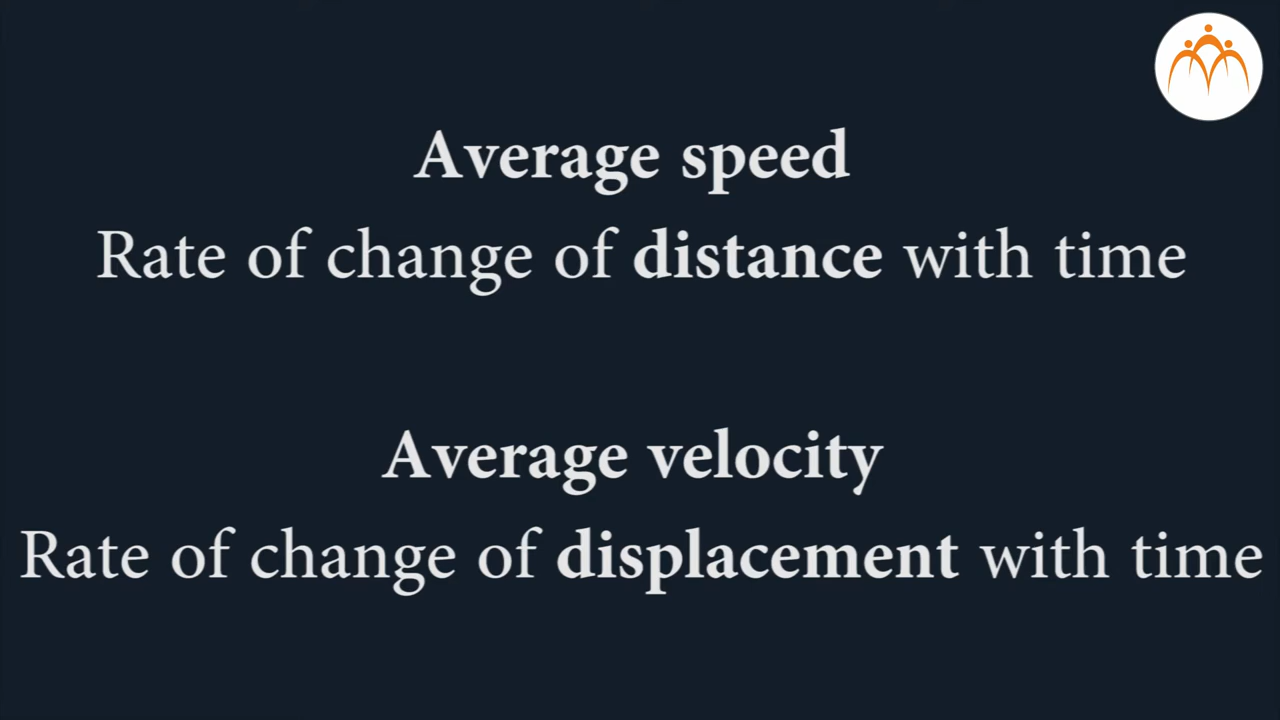 Average speed
Rate of change of distance with time
Average velocity
Rate of change of displacement with time